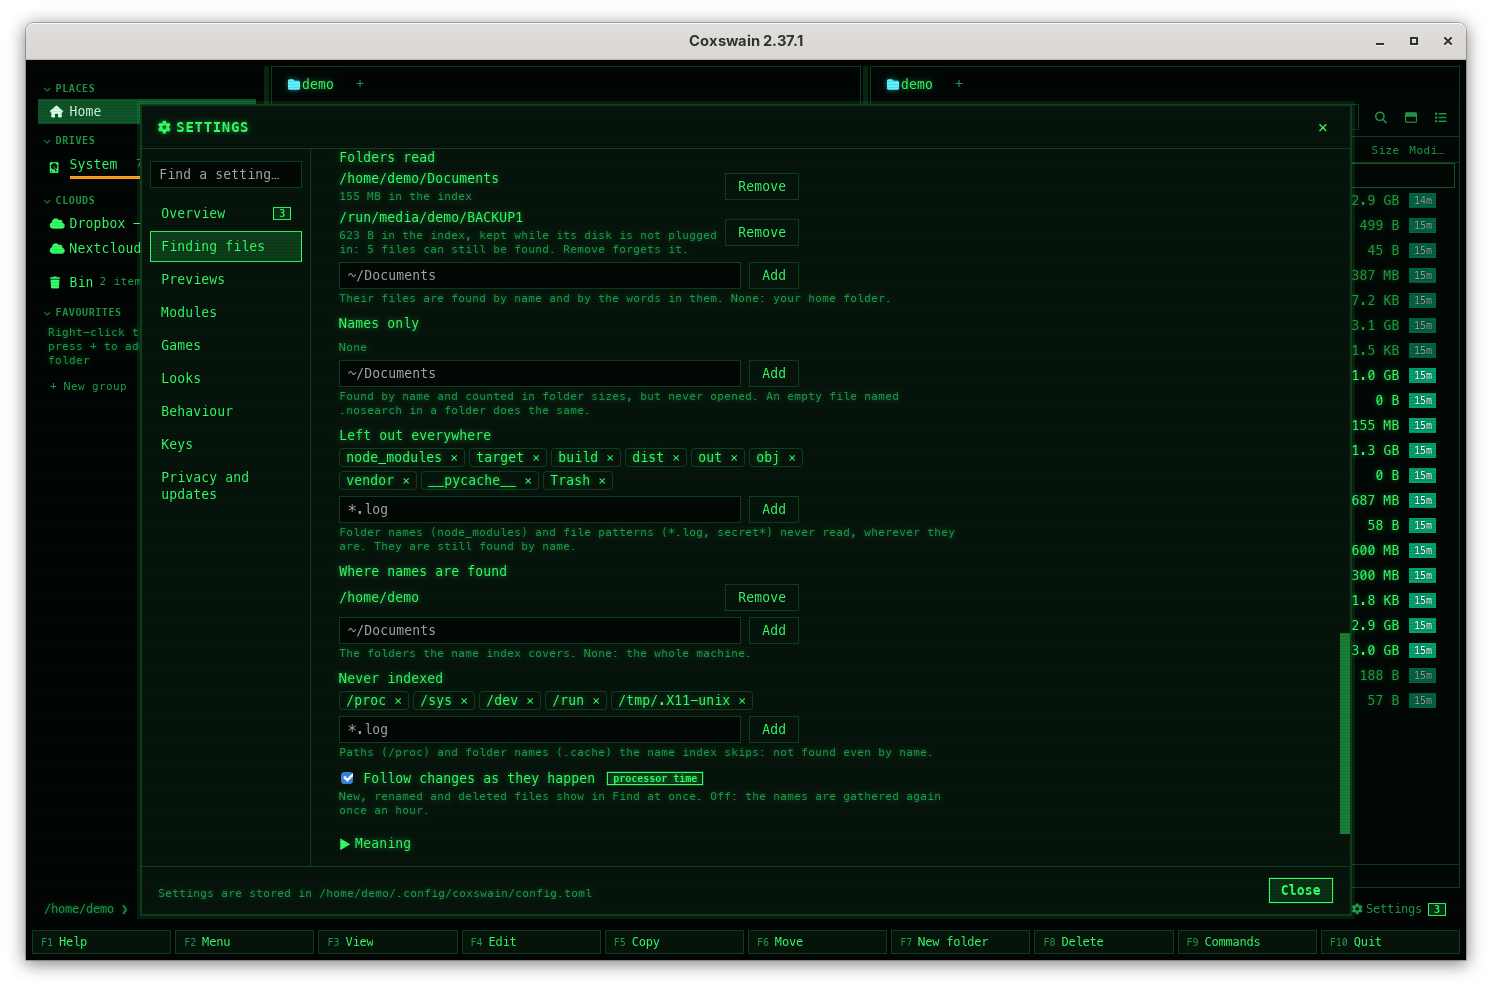 Coxswain 2.37.1
PLACES
Home
DRIVES
System
CLOUDS
Dropbox
Nextcloud
Bin 2 item
FAVOURITES
Right-click t
press + to ad
folder
+ New group
demo +
demo +
Size Modi…
2.9 GB 14m
499 B 15m
45 B 15m
387 MB 15m
7.2 KB 15m
3.1 GB 15m
1.5 KB 15m
1.0 GB 15m
0 B 15m
155 MB 15m
1.3 GB 15m
0 B 15m
687 MB 15m
58 B 15m
600 MB 15m
300 MB 15m
1.8 KB 15m
2.9 GB 15m
3.0 GB 15m
188 B 15m
57 B 15m
SETTINGS ×
Find a setting…
Overview 3
Finding files
Previews
Modules
Games
Looks
Behaviour
Keys
Privacy and
updates
Folders read
/home/demo/Documents
155 MB in the index
Remove
/run/media/demo/BACKUP1
623 B in the index, kept while its disk is not plugged
in: 5 files can still be found. Remove forgets it.
Remove
~/Documents Add
Their files are found by name and by the words in them. None: your home folder.
Names only
None
~/Documents Add
Found by name and counted in folder sizes, but never opened. An empty file named
.nosearch in a folder does the same.
Left out everywhere
node_modules × target × build × dist × out × obj ×
vendor × __pycache__ × Trash ×
*.log Add
Folder names (node_modules) and file patterns (*.log, secret*) never read, wherever they
are. They are still found by name.
Where names are found
/home/demo Remove
~/Documents Add
The folders the name index covers. None: the whole machine.
Never indexed
/proc × /sys × /dev × /run × /tmp/.X11-unix ×
*.log Add
Paths (/proc) and folder names (.cache) the name index skips: not found even by name.
Follow changes as they happen processor time
New, renamed and deleted files show in Find at once. Off: the names are gathered again
once an hour.
Meaning
Settings are stored in /home/demo/.config/coxswain/config.toml
Close
/home/demo ❯
Settings 3
F1 Help F2 Menu F3 View F4 Edit F5 Copy F6 Move F7 New folder F8 Delete F9 Commands F10 Quit